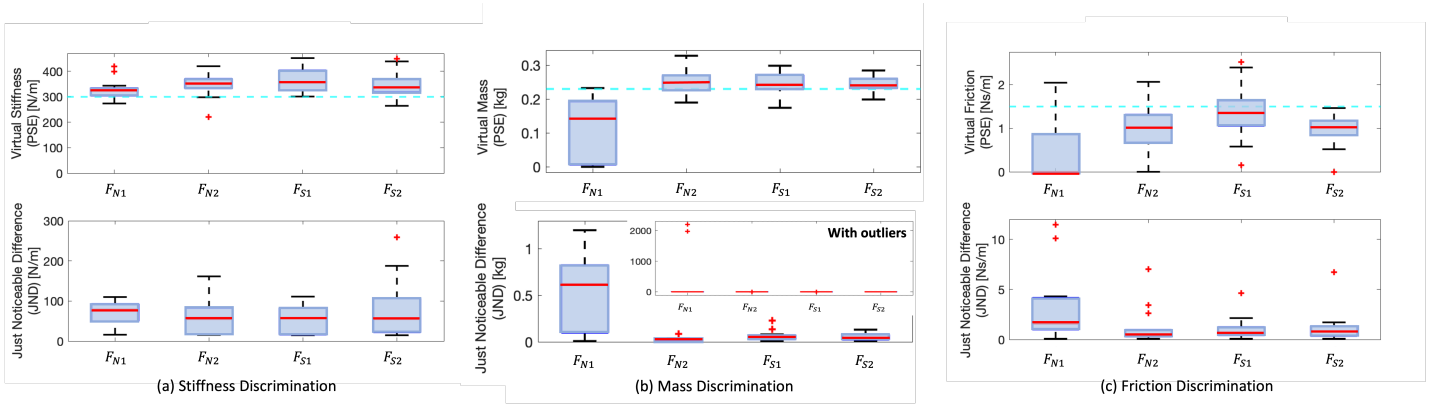 Virtual Stiffness
(PSE) [N/m]
400
300
200
100
0
F_N1 F_N2 F_S1 F_S2
Just Noticeable Difference
(JND) [N/m]
300
200
100
0
F_N1 F_N2 F_S1 F_S2
(a) Stiffness Discrimination
Virtual Mass
(PSE) [kg]
0.3
0.2
0.1
0
F_N1 F_N2 F_S1 F_S2
Just Noticeable Difference
(JND) [kg]
1
0.5
0
With outliers
2000
1000
0
F_N1 F_N2 F_S1 F_S2
F_N1 F_N2 F_S1 F_S2
(b) Mass Discrimination
Virtual Friction
(PSE) [Ns/m]
2
1
0
F_N1 F_N2 F_S1 F_S2
Just Noticeable Difference
(JND) [Ns/m]
10
5
0
F_N1 F_N2 F_S1 F_S2
(c) Friction Discrimination